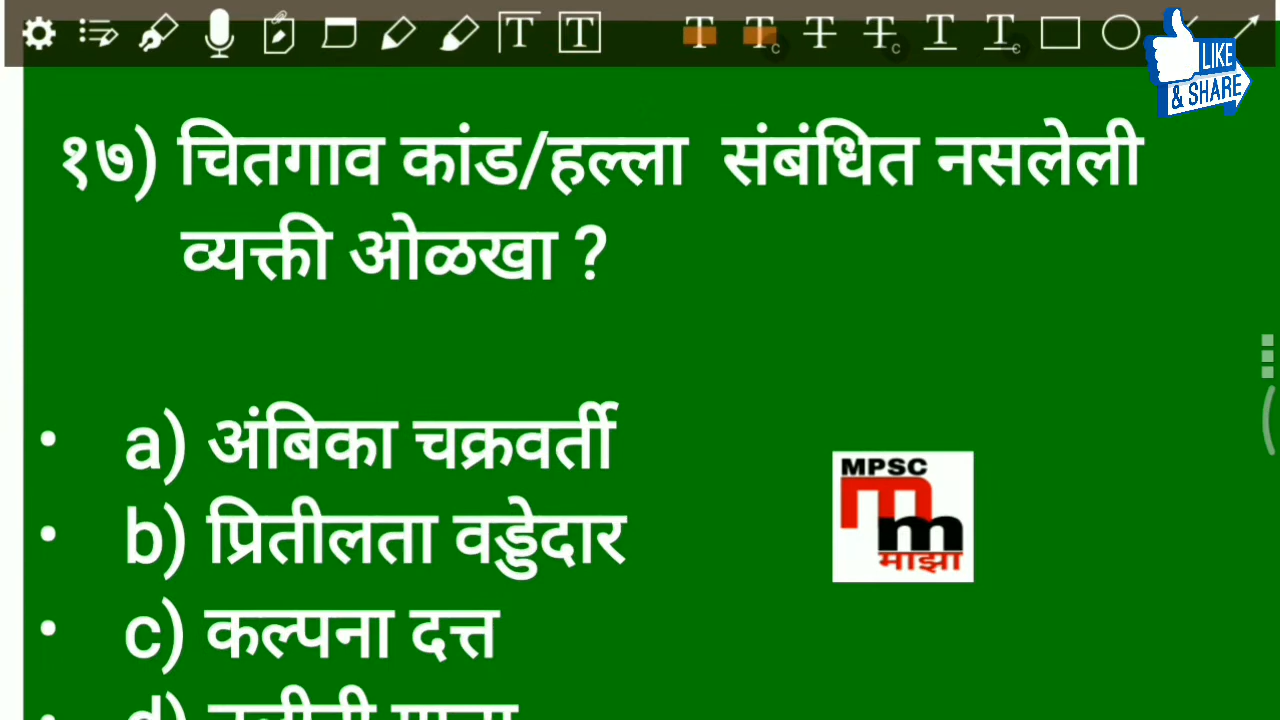 LIKE
& SHARE
१७) चितगाव कांड/हल्ला संबंधित नसलेली
व्यक्ती ओळखा ?
• a) अंबिका चक्रवर्ती
• b) प्रितीलता वड्डेदार
• c) कल्पना दत्त
MPSC
माझा